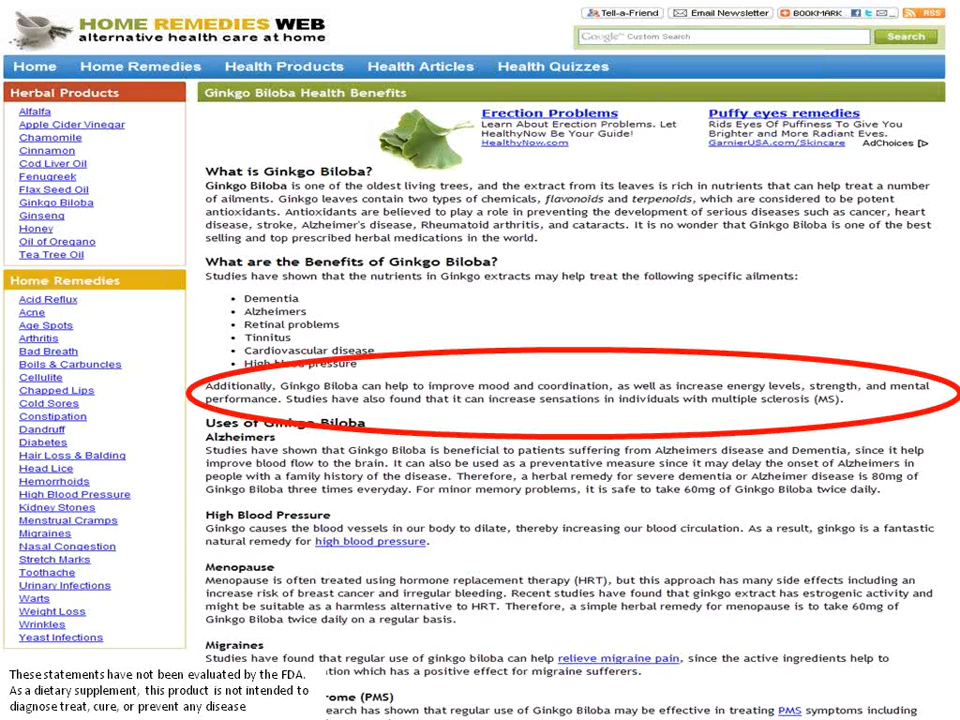 Tell-a-Friend Email Newsletter BOOKMARK RSS
HOME REMEDIES WEB
alternative health care at home
Google™ Custom Search Search
Home Home Remedies Health Products Health Articles Health Quizzes
Herbal Products
Alfalfa
Apple Cider Vinegar
Chamomile
Cinnamon
Cod Liver Oil
Fenugreek
Flax Seed Oil
Ginkgo Biloba
Ginseng
Honey
Oil of Oregano
Tea Tree Oil
Home Remedies
Acid Reflux
Acne
Age Spots
Arthritis
Bad Breath
Boils & Carbuncles
Cellulite
Chapped Lips
Cold Sores
Constipation
Dandruff
Diabetes
Hair Loss & Balding
Head Lice
Hemorrhoids
High Blood Pressure
Kidney Stones
Menstrual Cramps
Migraines
Nasal Congestion
Stretch Marks
Toothache
Urinary Infections
Warts
Weight Loss
Wrinkles
Yeast Infections
Ginkgo Biloba Health Benefits
Erection Problems
Learn About Erection Problems. Let
HealthyNow Be Your Guide!
HealthyNow.com
Puffy eyes remedies
Rids Eyes Of Puffiness To Give You
Brighter and More Radiant Eyes.
GarnierUSA.com/Skincare AdChoices
What is Ginkgo Biloba?
Ginkgo Biloba is one of the oldest living trees, and the extract from its leaves is rich in nutrients that can help treat a number
of ailments. Ginkgo leaves contain two types of chemicals, flavonoids and terpenoids, which are considered to be potent
antioxidants. Antioxidants are believed to play a role in preventing the development of serious diseases such as cancer, heart
disease, stroke, Alzheimer's disease, Rheumatoid arthritis, and cataracts. It is no wonder that Ginkgo Biloba is one of the best
selling and top prescribed herbal medications in the world.
What are the Benefits of Ginkgo Biloba?
Studies have shown that the nutrients in Ginkgo extracts may help treat the following specific ailments:
• Dementia
• Alzheimers
• Retinal problems
• Tinnitus
• Cardiovascular disease
• High blood pressure
Additionally, Ginkgo Biloba can help to improve mood and coordination, as well as increase energy levels, strength, and mental
performance. Studies have also found that it can increase sensations in individuals with multiple sclerosis (MS).
Uses of Ginkgo Biloba
Alzheimers
Studies have shown that Ginkgo Biloba is beneficial to patients suffering from Alzheimers disease and Dementia, since it help
improve blood flow to the brain. It can also be used as a preventative measure since it may delay the onset of Alzheimers in
people with a family history of the disease. Therefore, a herbal remedy for severe dementia or Alzheimer disease is 80mg of
Ginkgo Biloba three times everyday. For minor memory problems, it is safe to take 60mg of Ginkgo Biloba twice daily.
High Blood Pressure
Ginkgo causes the blood vessels in our body to dilate, thereby increasing our blood circulation. As a result, ginkgo is a fantastic
natural remedy for high blood pressure.
Menopause
Menopause is often treated using hormone replacement therapy (HRT), but this approach has many side effects including an
increase risk of breast cancer and irregular bleeding. Recent studies have found that ginkgo extract has estrogenic activity and
might be suitable as a harmless alternative to HRT. Therefore, a simple herbal remedy for menopause is to take 60mg of
Ginkgo Biloba twice daily on a regular basis.
Migraines
Studies have found that regular use of ginkgo biloba can help relieve migraine pain, since the active ingredients help to
ation which has a positive effect for migraine sufferers.
ome (PMS)
earch has shown that regular use of Ginkgo Biloba may be effective in treating PMS symptoms including
These statements have not been evaluated by the FDA.
As a dietary supplement, this product is not intended to
diagnose treat, cure, or prevent any disease